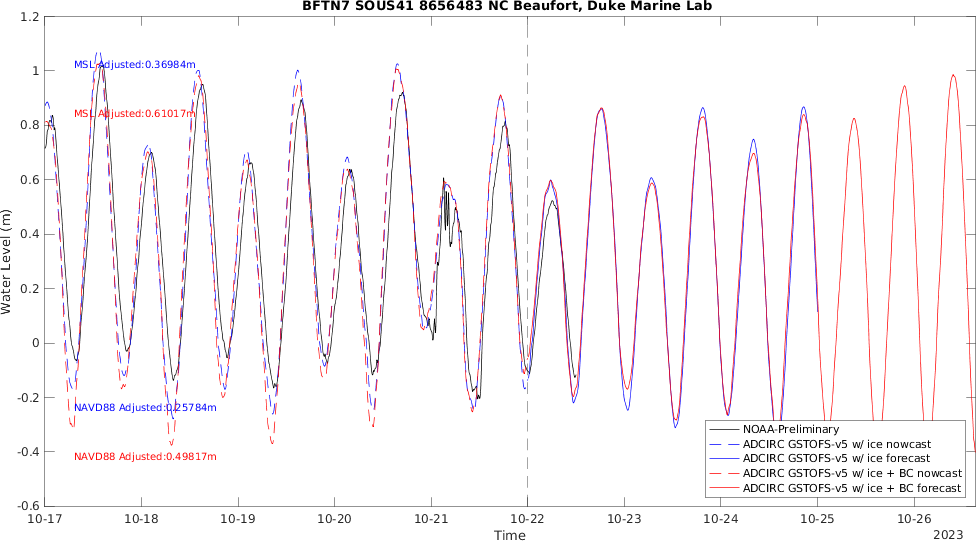 BFTN7 SOUS41 8656483 NC Beaufort, Duke Marine Lab
1.2
1
0.8
0.6
0.4
0.2
0
-0.2
-0.4
-0.6
Water Level (m)
MSL Adjusted:0.36984m
MSL Adjusted:0.61017m
NAVD88 Adjusted:0.25784m
NAVD88 Adjusted:0.49817m
NOAA-Preliminary
ADCIRC GSTOFS-v5 w/ ice nowcast
ADCIRC GSTOFS-v5 w/ ice forecast
ADCIRC GSTOFS-v5 w/ ice + BC nowcast
ADCIRC GSTOFS-v5 w/ ice + BC forecast
10-17 10-18 10-19 10-20 10-21 10-22 10-23 10-24 10-25 10-26
Time
2023